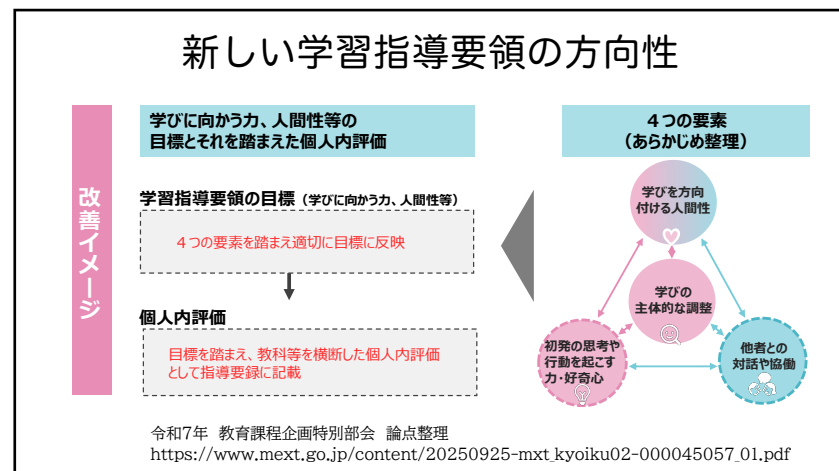 新しい学習指導要領の方向性
改善イメージ
学びに向かう力、人間性等の
目標とそれを踏まえた個人内評価
学習指導要領の目標（学びに向かう力、人間性等）
４つの要素を踏まえ適切に目標に反映
個人内評価
目標を踏まえ、教科等を横断した個人内評価
として指導要録に記載
４つの要素
（あらかじめ整理）
学びを方向
付ける人間性
学びの
主体的な調整
初発の思考や
行動を起こす
力・好奇心
他者との
対話や協働
令和7年 教育課程企画特別部会 論点整理
https://www.mext.go.jp/content/20250925-mxt_kyoiku02-000045057_01.pdf